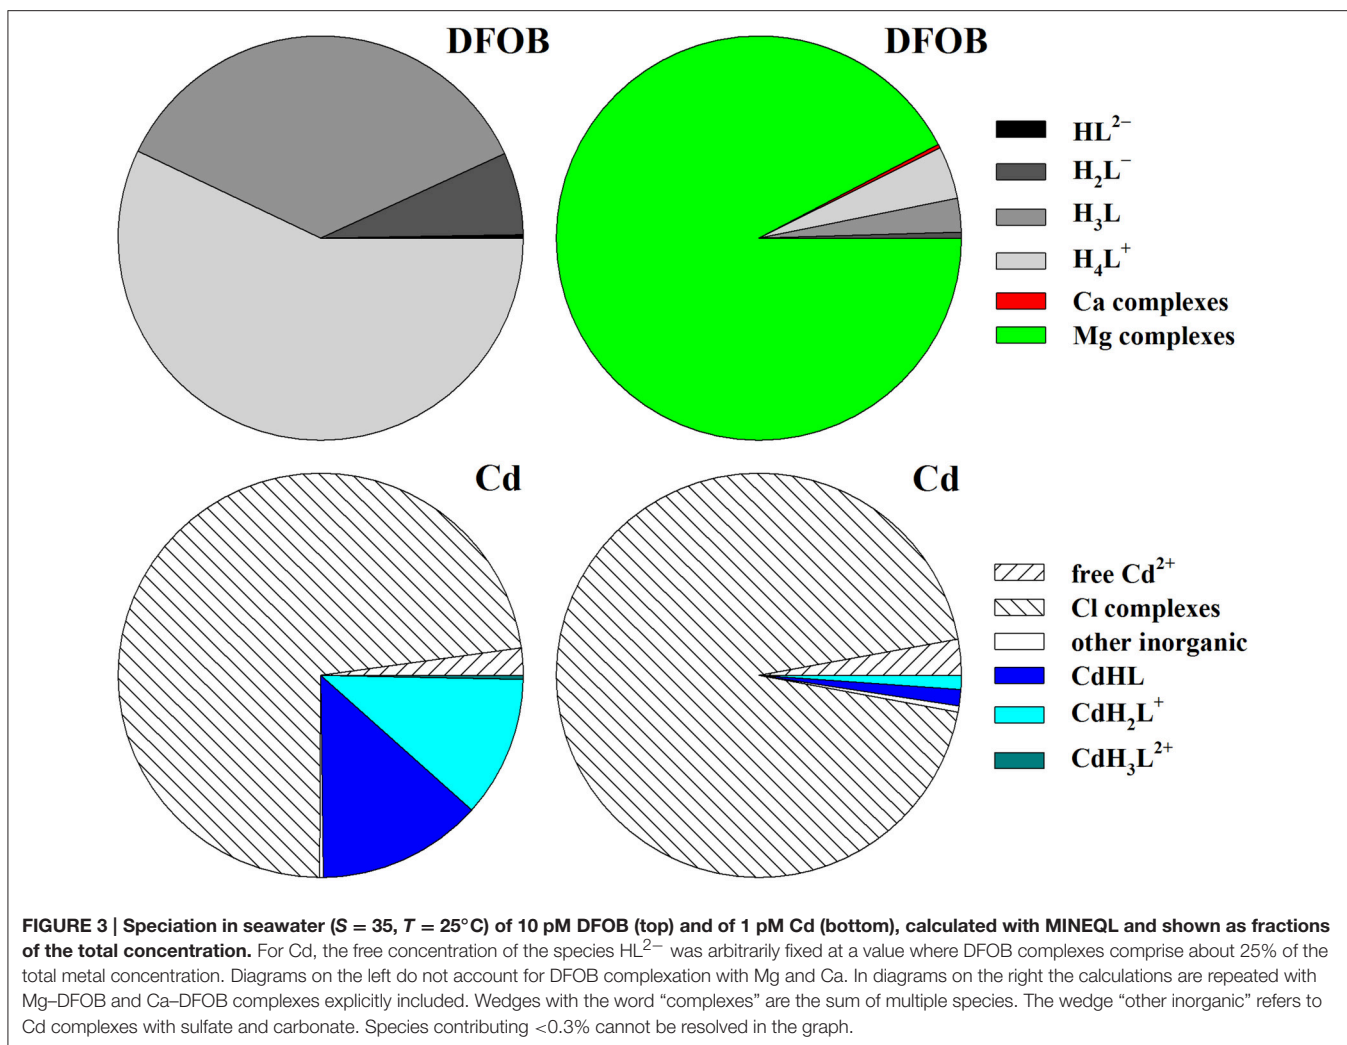 DFOB
DFOB
HL²⁻
H₂L⁻
H₃L
H₄L⁺
Ca complexes
Mg complexes
Cd
Cd
free Cd²⁺
Cl complexes
other inorganic
CdHL
CdH₂L⁺
CdH₃L²⁺
FIGURE 3 | Speciation in seawater (S = 35, T = 25°C) of 10 pM DFOB (top) and of 1 pM Cd (bottom), calculated with MINEQL and shown as fractions
of the total concentration. For Cd, the free concentration of the species HL²⁻ was arbitrarily fixed at a value where DFOB complexes comprise about 25% of the
total metal concentration. Diagrams on the left do not account for DFOB complexation with Mg and Ca. In diagrams on the right the calculations are repeated with
Mg–DFOB and Ca–DFOB complexes explicitly included. Wedges with the word “complexes” are the sum of multiple species. The wedge “other inorganic” refers to
Cd complexes with sulfate and carbonate. Species contributing <0.3% cannot be resolved in the graph.